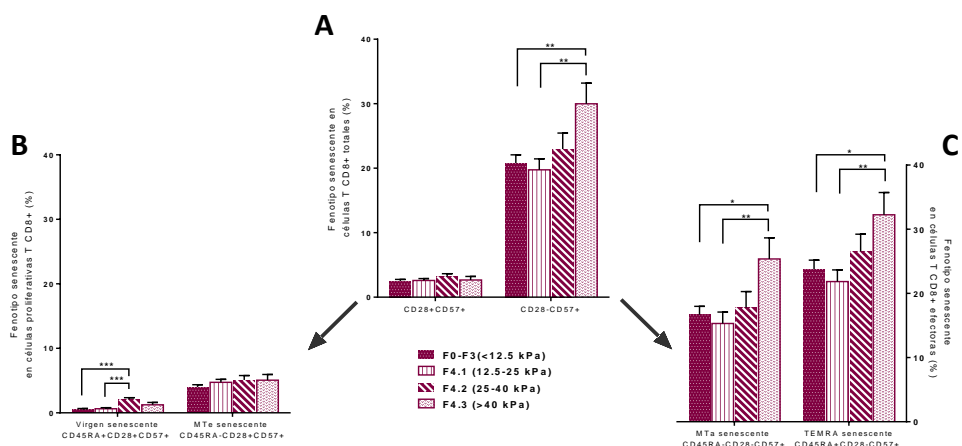 A
Fenotipo senescente en
células T CD8+ totales (%)
40
30
20
10
0
**
**
CD28+CD57+
CD28-CD57+
B
Fenotipo senescente
en células proliferativas T CD8+ (%)
40
30
20
10
0
***
***
Virgen senescente
CD45RA+CD28+CD57+
MTe senescente
CD45RA-CD28+CD57+
F0-F3(<12.5 kPa)
F4.1 (12.5-25 kPa)
F4.2 (25-40 kPa)
F4.3 (>40 kPa)
C
Fenotipo senescente
en células T CD8+ efectoras (%)
40
30
20
10
0
*
**
*
**
MTa senescente
CD45RA-CD28-CD57+
TEMRA senescente
CD45RA+CD28-CD57+